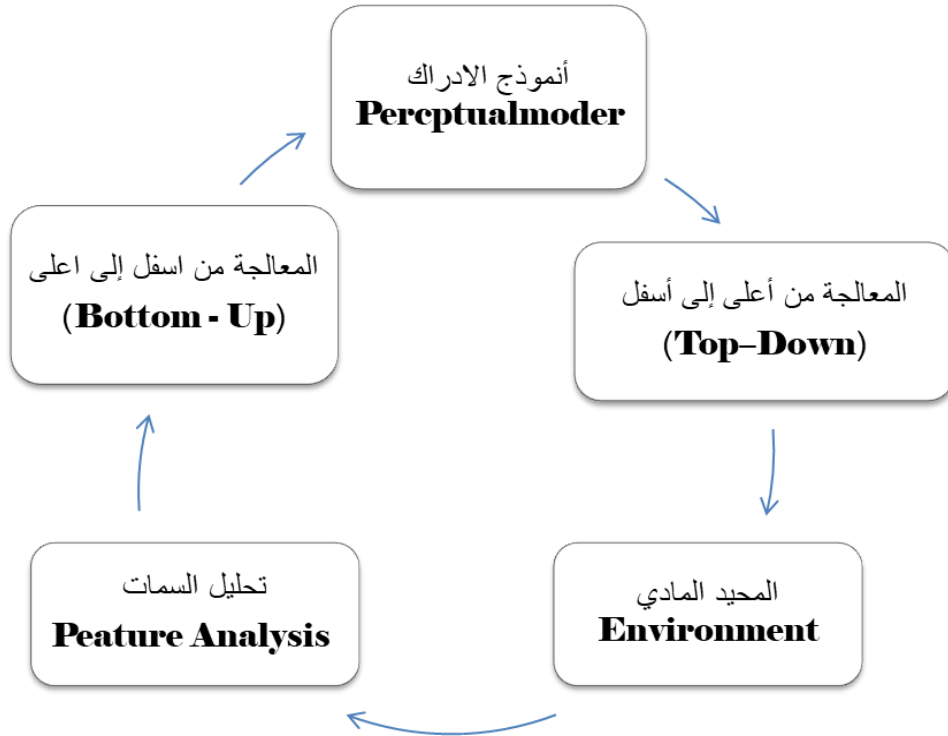 أنموذج الادراك
Percptualmoder
المعالجة من أعلى إلى أسفل
(Top–Down)
المحيد المادي
Environment
تحليل السمات
Peature Analysis
المعالجة من اسفل إلى اعلى
(Bottom - Up)